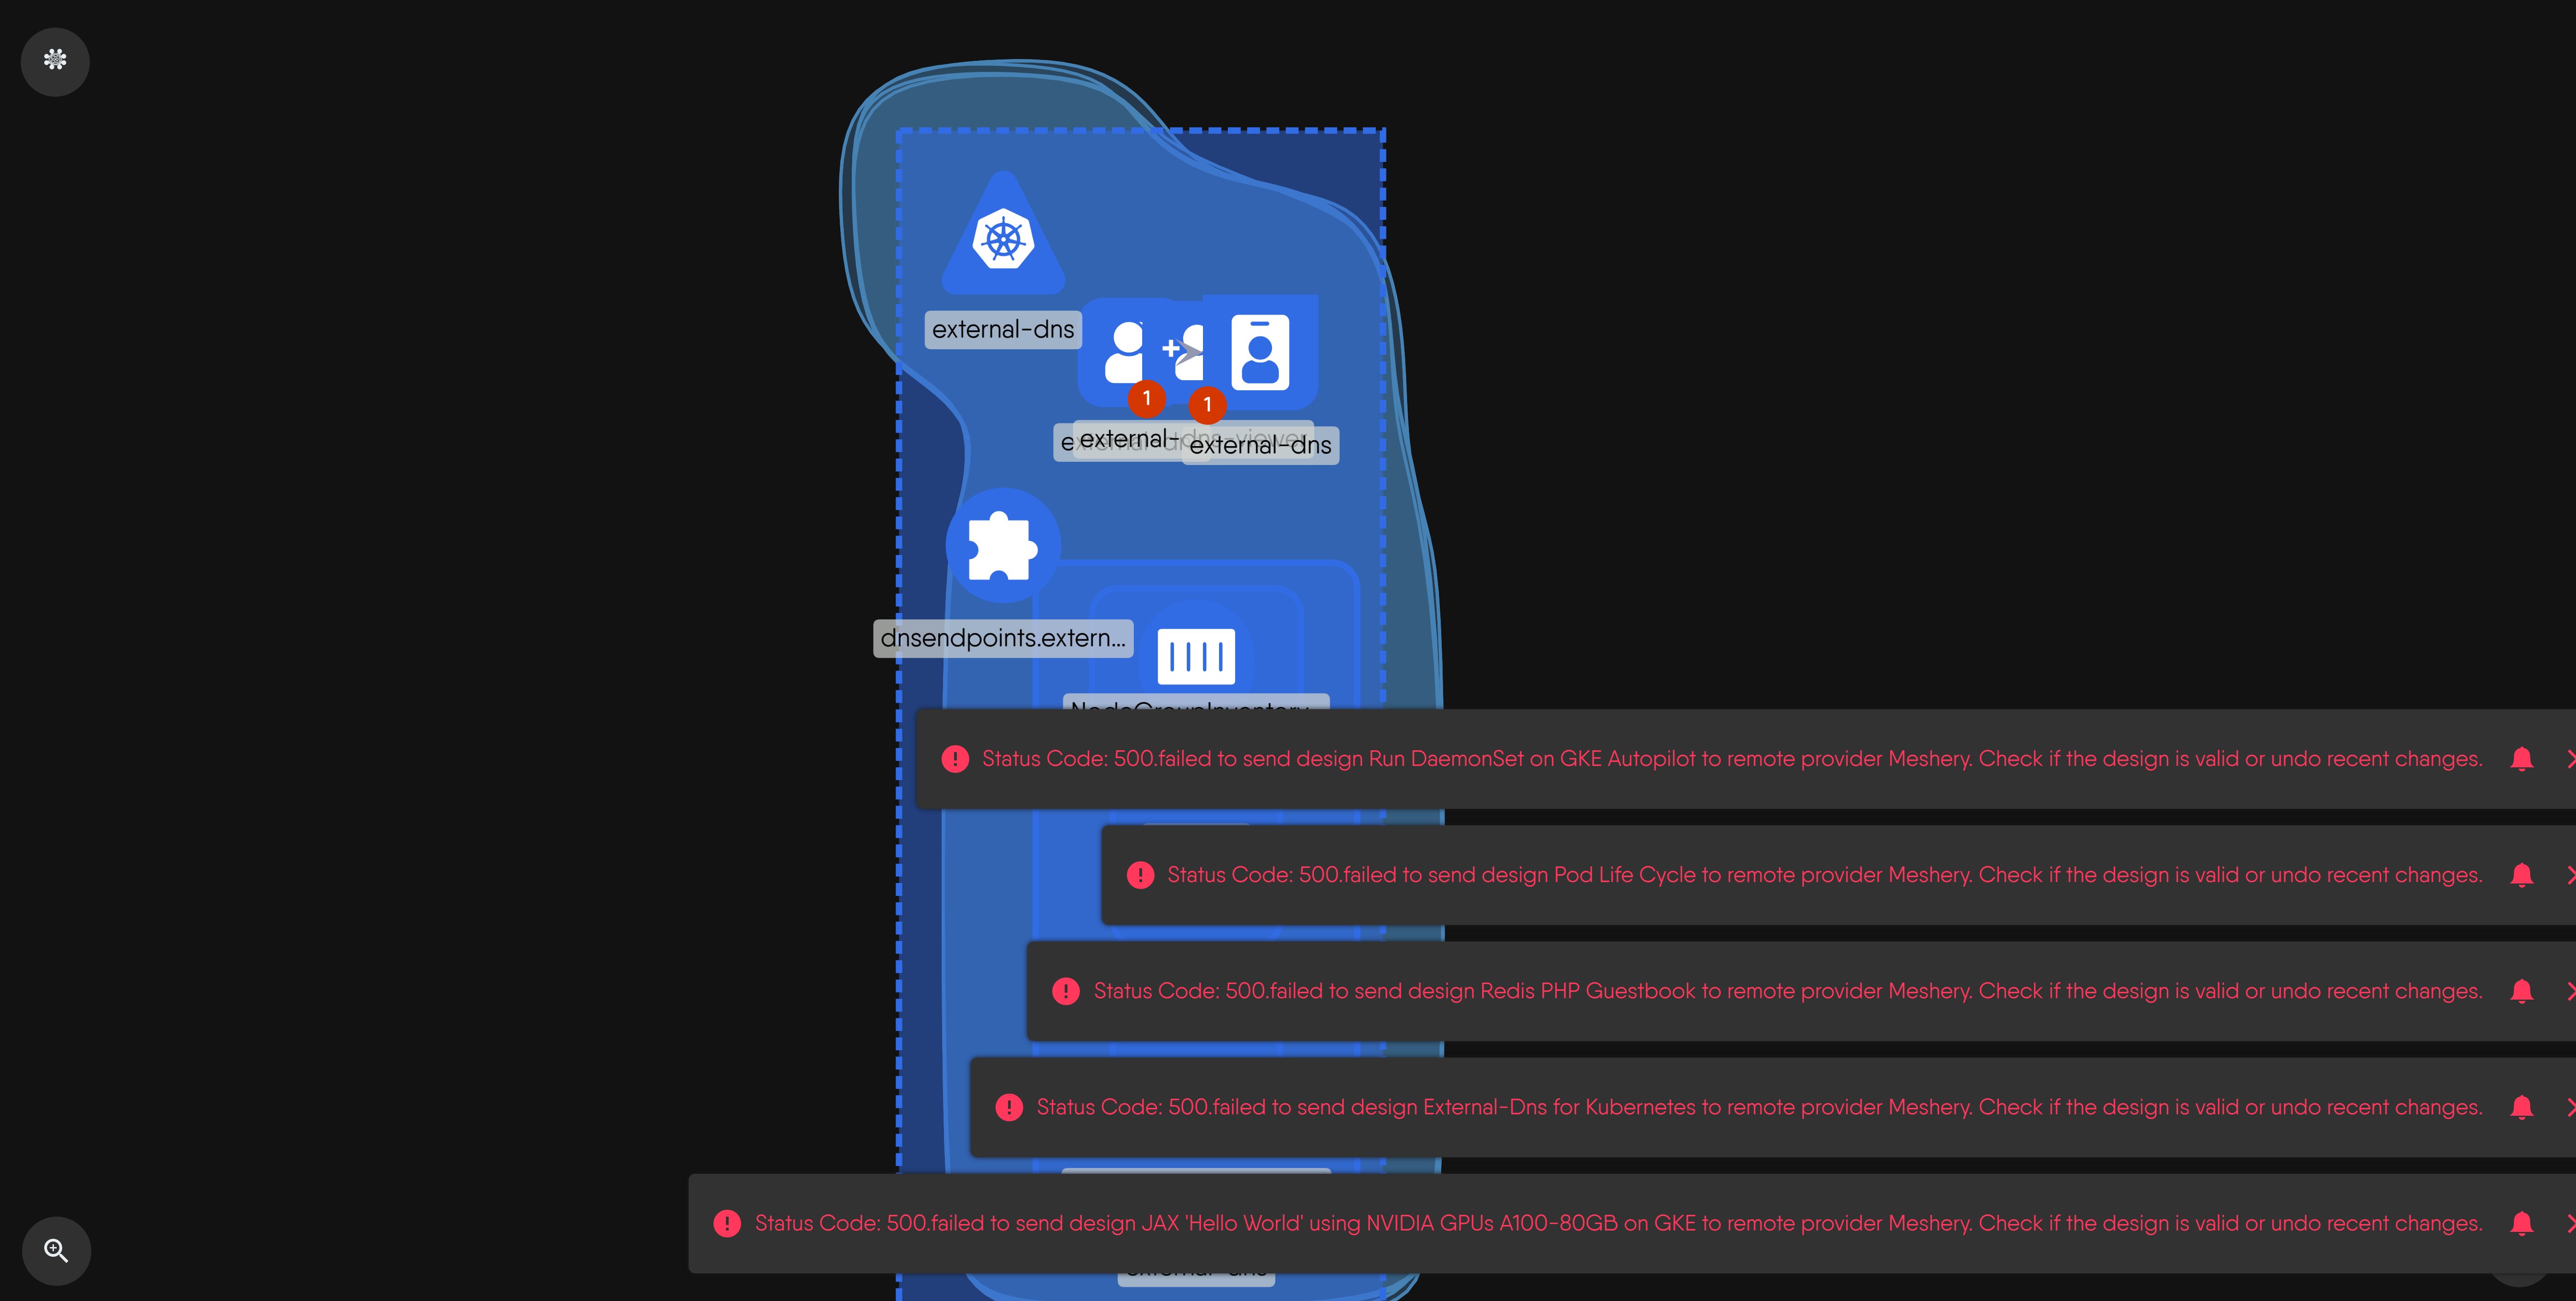 external-dns
1
1
external-dns-viewer
external-dns
dnsendpoints.extern...
NodeGroupInventory
Status Code: 500.failed to send design Run DaemonSet on GKE Autopilot to remote provider Meshery. Check if the design is valid or undo recent changes.
Status Code: 500.failed to send design Pod Life Cycle to remote provider Meshery. Check if the design is valid or undo recent changes.
Status Code: 500.failed to send design Redis PHP Guestbook to remote provider Meshery. Check if the design is valid or undo recent changes.
Status Code: 500.failed to send design External-Dns for Kubernetes to remote provider Meshery. Check if the design is valid or undo recent changes.
Status Code: 500.failed to send design JAX 'Hello World' using NVIDIA GPUs A100-80GB on GKE to remote provider Meshery. Check if the design is valid or undo recent changes.
external-dns